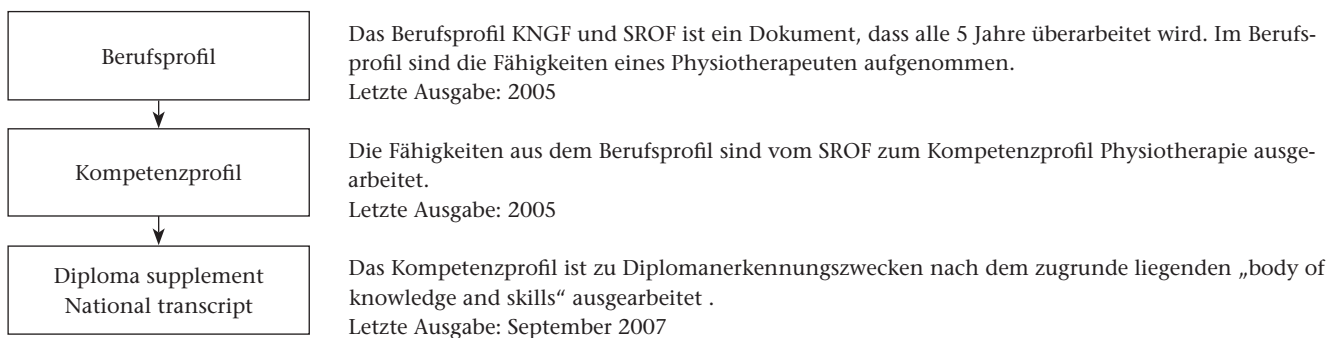 Berufsprofil
Das Berufsprofil KNGF und SROF ist ein Dokument, dass alle 5 Jahre überarbeitet wird. Im Berufs-
profil sind die Fähigkeiten eines Physiotherapeuten aufgenommen.
Letzte Ausgabe: 2005
Kompetenzprofil
Die Fähigkeiten aus dem Berufsprofil sind vom SROF zum Kompetenzprofil Physiotherapie ausge-
arbeitet.
Letzte Ausgabe: 2005
Diploma supplement
National transcript
Das Kompetenzprofil ist zu Diplomanerkennungszwecken nach dem zugrunde liegenden „body of
knowledge and skills“ ausgearbeitet .
Letzte Ausgabe: September 2007